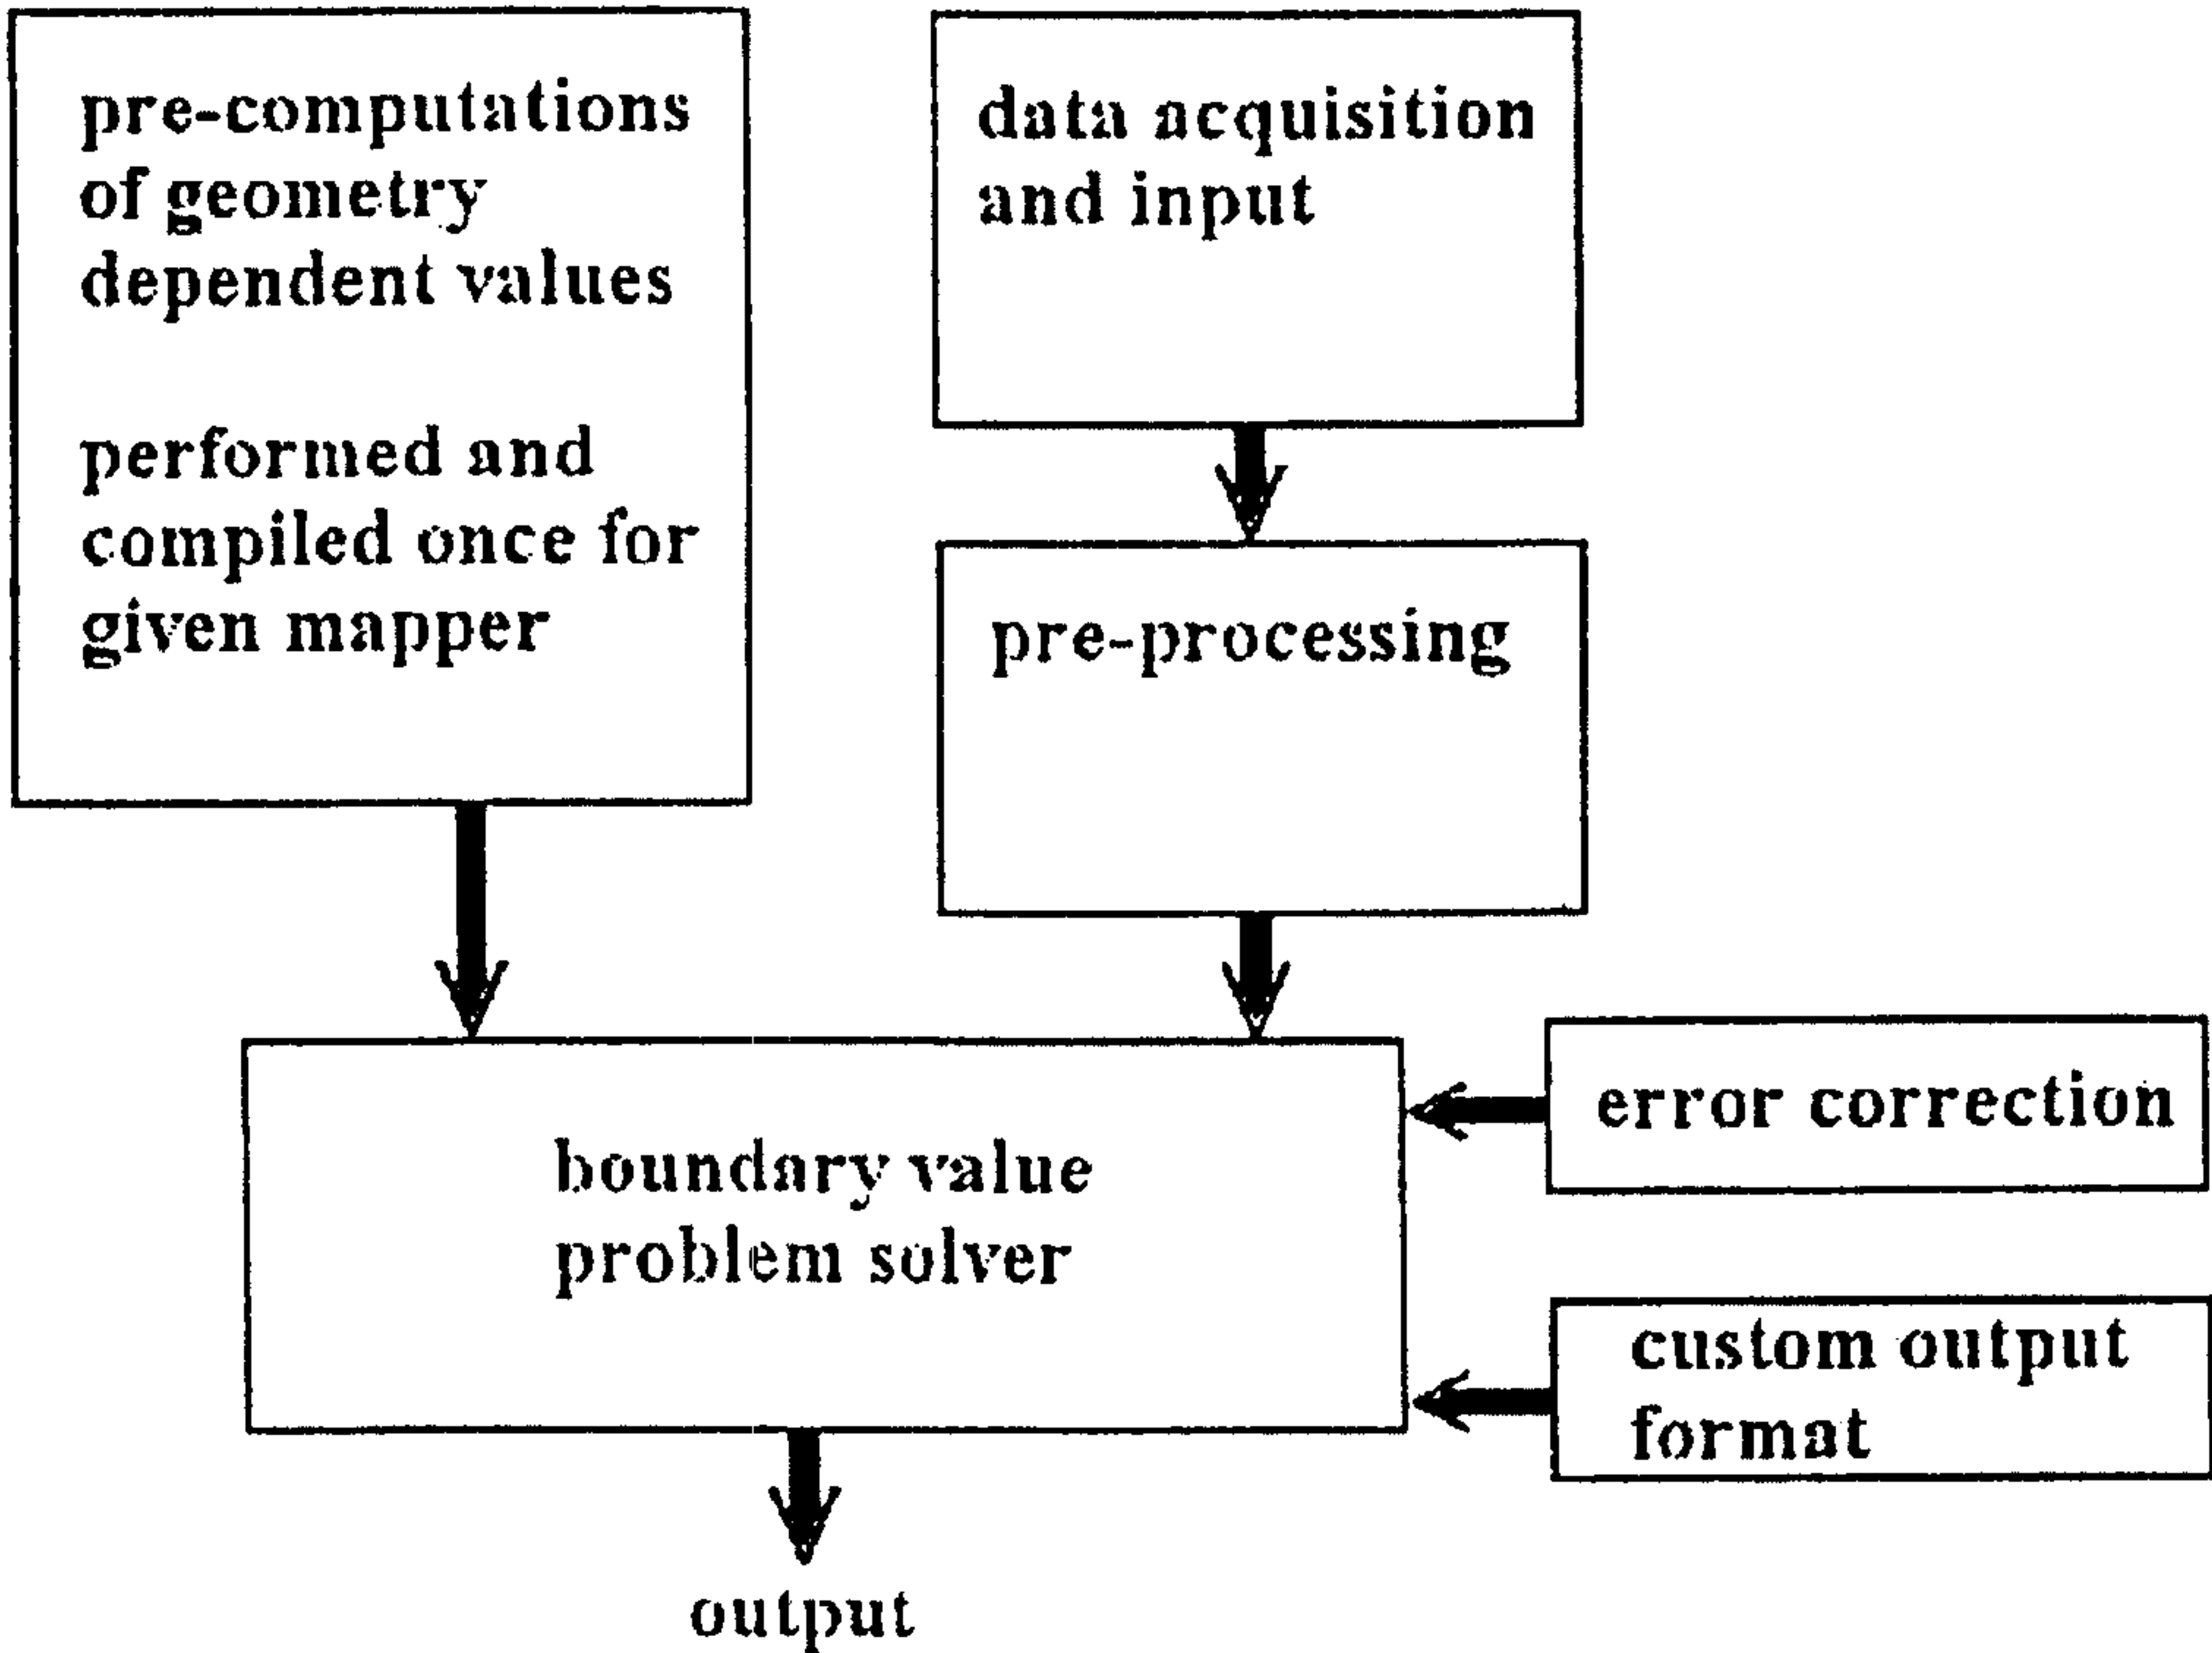 pre-computations
of geometry
dependent values
performed and
compiled once for
given mapper
data acquisition
and input
pre-processing
boundary value
problem solver
error correction
custom output
format
output